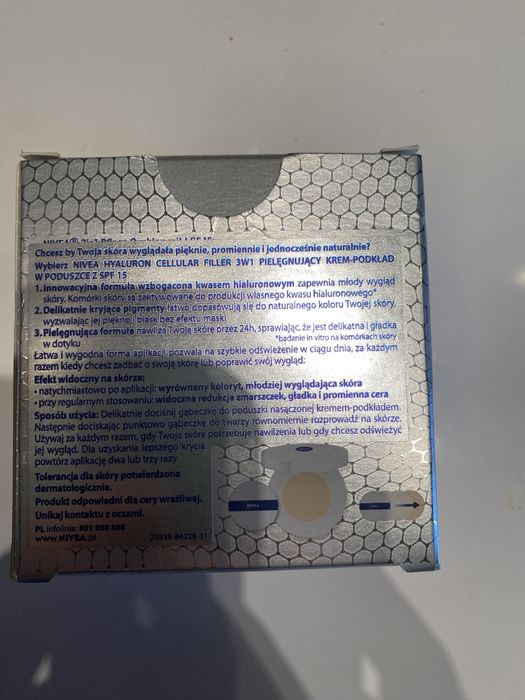 Chcesz by Twoja skóra wyglądała pięknie, promiennie i jednocześnie naturalnie?
Wybierz NIVEA HYALURON CELLULAR FILLER 3W1 PIELĘGNUJĄCY KREM-PODKŁAD
W PODUSZCE Z SPF 15
1. Innowacyjna formuła wzbogacona kwasem hialuronowym zapewnia młody wygląd
skóry. Komórki skóry są zaktywowane do produkcji własnego kwasu hialuronowego*
2. Delikatnie kryjące pigmenty łatwo dopasowują się do naturalnego koloru Twojej skóry,
wyzwalając jej piękno i blask bez efektu maski
3. Pielęgnująca formuła nawilża Twoją skórę przez 24h, sprawiając, że jest delikatna i gładka
w dotyku
*badanie in vitro na komórkach skóry
Łatwa i wygodna forma aplikacji pozwala na szybkie odświeżenie w ciągu dnia, za każdym
razem kiedy chcesz zadbać o swoją skórę lub poprawić swój wygląd:
Efekt widoczny na skórze:
• natychmiastowo po aplikacji: wyrównany koloryt, młodziej wyglądająca skóra
• przy regularnym stosowaniu: widoczna redukcja zmarszczek, gładka i promienna cera
Sposób użycia: Delikatnie dociśnij gąbeczkę do poduszki nasączonej kremem-podkładem.
Następnie dociskając punktowo gąbeczkę do twarzy równomiernie rozprowadź na skórze.
Używaj za każdym razem, gdy Twoja skóra potrzebuje nawilżenia lub gdy chcesz odświeżyć
jej wygląd. Dla uzyskania lepszego krycia
powtórz aplikację dwa lub trzy razy.
Tolerancja dla skóry potwierdzona
dermatologicznie.
Produkt odpowiedni dla cery wrażliwej.
Unikaj kontaktu z oczami.
PL Infolinia: 801 888 888
www.NIVEA.pl
23839-84228-01
NIVEA